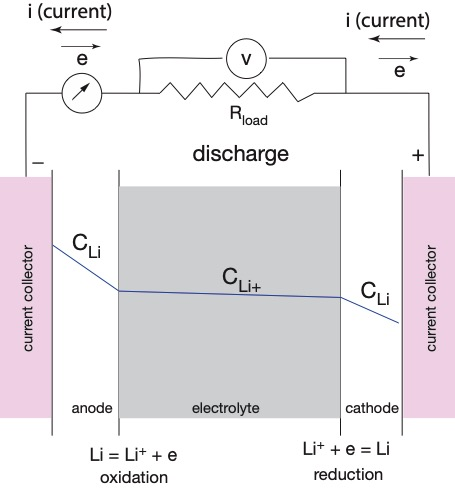 i (current)
e
i (current)
e
V
R_load
discharge
−
+
C_Li
C_Li+
C_Li
current collector
current collector
anode
electrolyte
cathode
Li = Li⁺ + e
oxidation
Li⁺ + e = Li
reduction